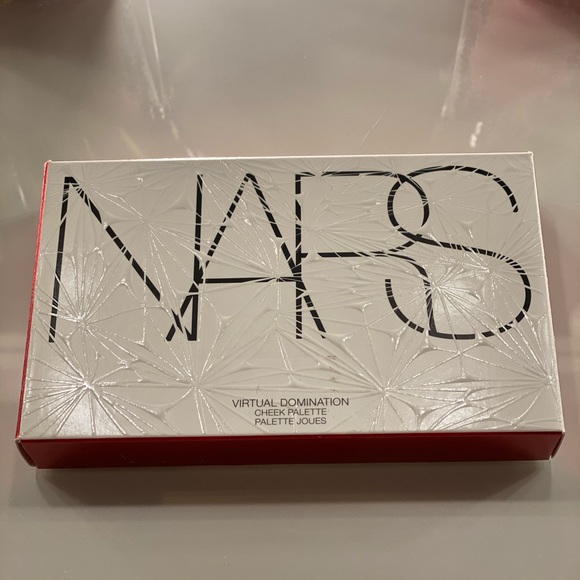 NARS
VIRTUAL DOMINATION
CHEEK PALETTE
PALETTE JOUES